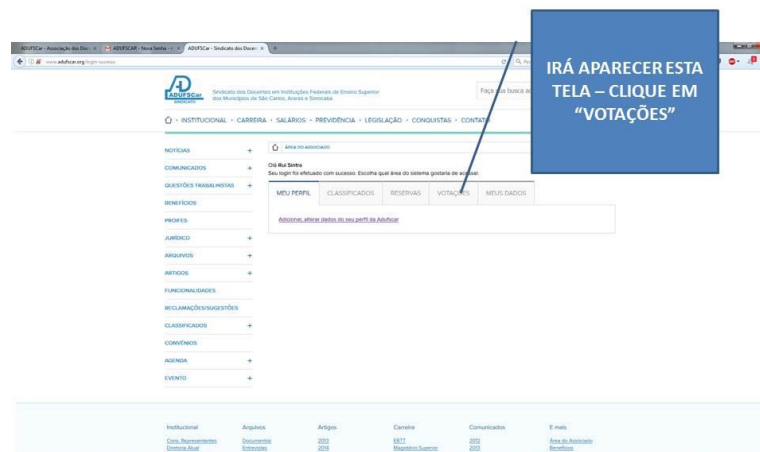 ADUFSCar - Associação dos Doc
ADUFSCAR - Nova Senha
ADUFSCar - Sindicato dos Docen
www.adufscar.org
IRÁ APARECER ESTA
TELA – CLIQUE EM
“VOTAÇÕES”
ADUFSCar
SINDICATO
Sindicato dos Docentes em Instituições Federais de Ensino Superior
dos Municípios de São Carlos, Araras e Sorocaba
Faça sua busca
INSTITUCIONAL • CARREIRA • SALÁRIOS • PREVIDÊNCIA • LEGISLAÇÃO • CONQUISTAS • CONTATO
NOTÍCIAS +
COMUNICADOS +
QUESTÕES TRABALHISTAS +
BENEFÍCIOS
PROIFES
JURÍDICO +
ARQUIVOS +
ARTIGOS +
FUNCIONALIDADES
RECLAMAÇÕES/SUGESTÕES
CLASSIFICADOS +
CONVÊNIOS
AGENDA +
EVENTO +
ÁREA DO ASSOCIADO
Olá Rui Sintra
Seu login foi efetuado com sucesso. Escolha qual área do sistema gostaria de acessar.
MEU PERFIL CLASSIFICADOS RESERVAS VOTAÇÕES MEUS DADOS
Adicionar, alterar dados do seu perfil da Adufscar
Institucional Arquivos Artigos Carreira Comunicados E mais
Cons. Representantes Documentos 2013 EBTT 2012 Área do Associado
Diretoria Atual Entrevistas 2014 Magistério Superior 2013 Benefícios